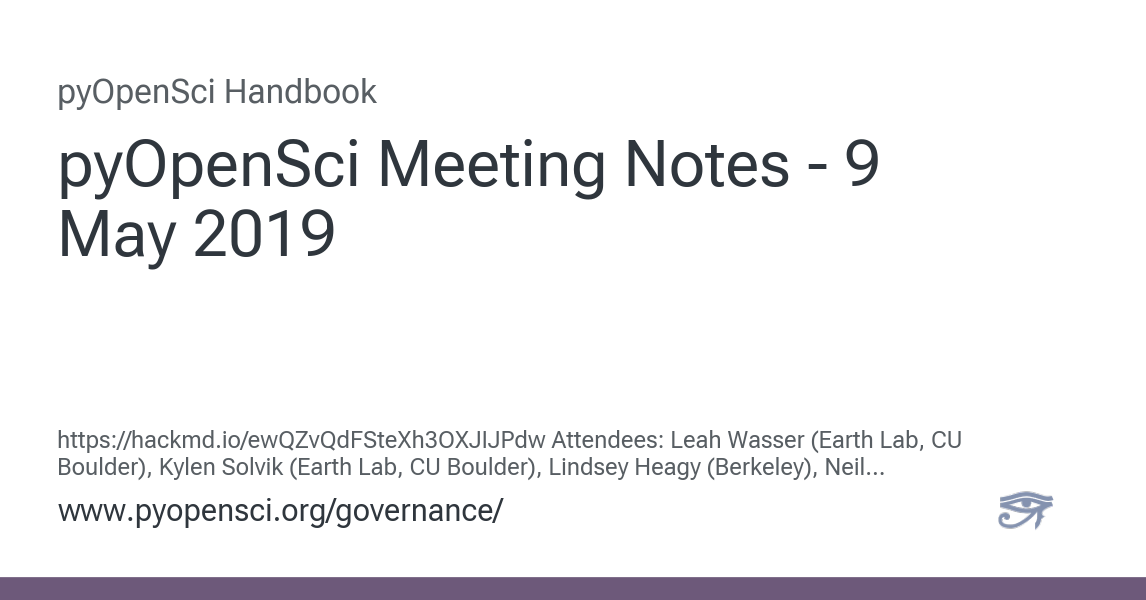 pyOpenSci Handbook
pyOpenSci Meeting Notes - 9
May 2019
https://hackmd.io/ewQZvQdFSteXh3OXJIJPdw Attendees: Leah Wasser (Earth Lab, CU
Boulder), Kylen Solvik (Earth Lab, CU Boulder), Lindsey Heagy (Berkeley), Neil...
www.pyopensci.org/governance/